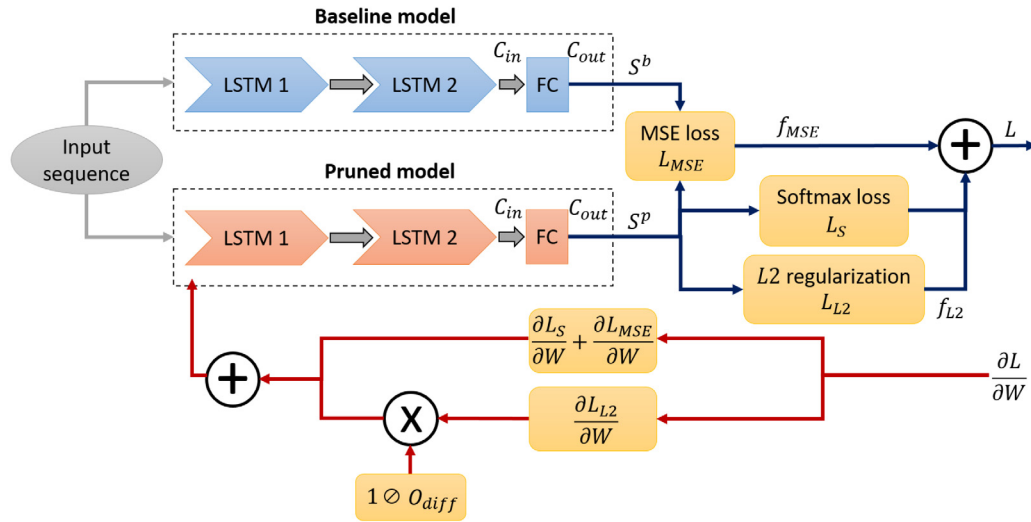 Baseline model
LSTM 1
LSTM 2
C_in
FC
C_out
S^b
Input
sequence
MSE loss
L_MSE
f_MSE
+
L
Pruned model
LSTM 1
LSTM 2
C_in
FC
C_out
S^p
Softmax loss
L_S
L2 regularization
L_L2
f_L2
∂L_S/∂W + ∂L_MSE/∂W
∂L/∂W
+
X
∂L_L2/∂W
1 ⊘ O_diff